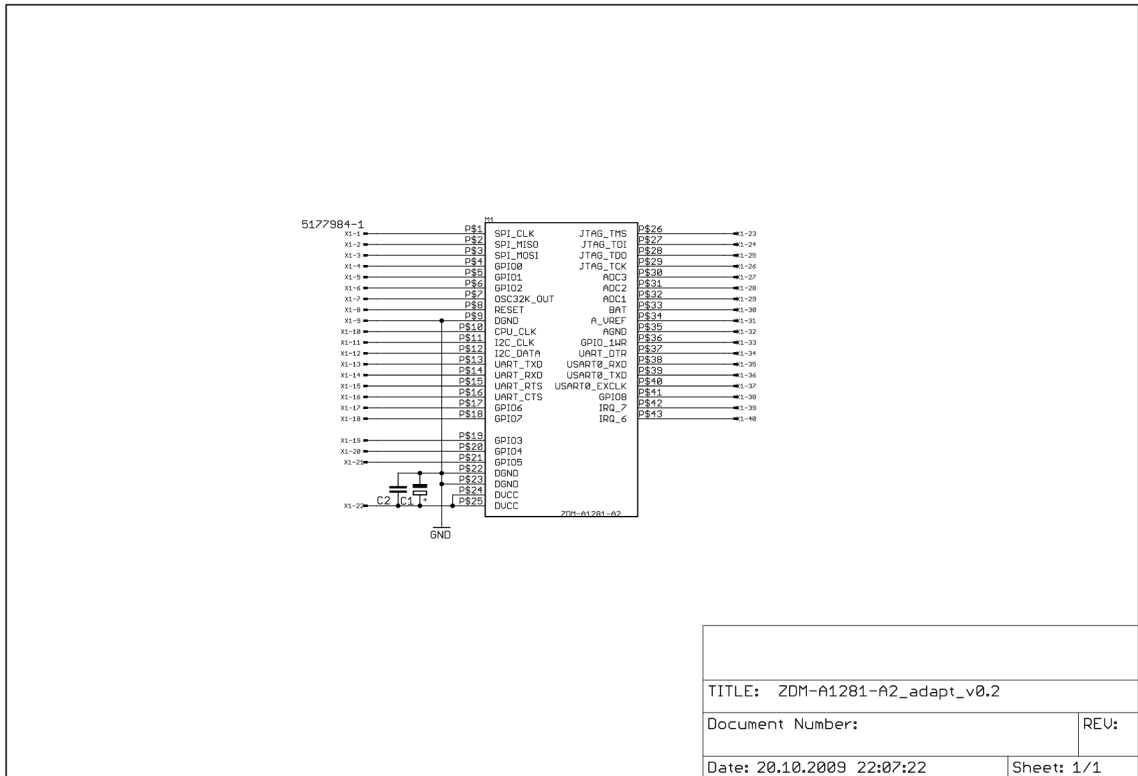 M1
5177984-1
X1-1 P$1 SPI_CLK JTAG_TMS P$26 X1-23
X1-2 P$2 SPI_MISO JTAG_TDI P$27 X1-24
X1-3 P$3 SPI_MOSI JTAG_TDO P$28 X1-25
X1-4 P$4 GPIO0 JTAG_TCK P$29 X1-26
X1-5 P$5 GPIO1 ADC3 P$30 X1-27
X1-6 P$6 GPIO2 ADC2 P$31 X1-28
X1-7 P$7 OSC32K_OUT ADC1 P$32 X1-29
X1-8 P$8 RESET BAT P$33 X1-30
X1-9 P$9 DGND A_VREF P$34 X1-31
X1-10 P$10 CPU_CLK AGND P$35 X1-32
X1-11 P$11 I2C_CLK GPIO_1WR P$36 X1-33
X1-12 P$12 I2C_DATA UART_DTR P$37 X1-34
X1-13 P$13 UART_TXD USART0_RXD P$38 X1-35
X1-14 P$14 UART_RXD USART0_TXD P$39 X1-36
X1-15 P$15 UART_RTS USART0_EXCLK P$40 X1-37
X1-16 P$16 UART_CTS GPIO8 P$41 X1-38
X1-17 P$17 GPIO6 IRQ_7 P$42 X1-39
X1-18 P$18 GPIO7 IRQ_6 P$43 X1-40
X1-19 P$19 GPIO3
X1-20 P$20 GPIO4
X1-21 P$21 GPIO5
P$22 DGND
P$23 DGND
P$24 DVCC
X1-22 C2 C1 + P$25 DVCC
ZDM-A1281-A2
GND
TITLE: ZDM-A1281-A2_adapt_v0.2
Document Number: REV:
Date: 20.10.2009 22:07:22 Sheet: 1/1